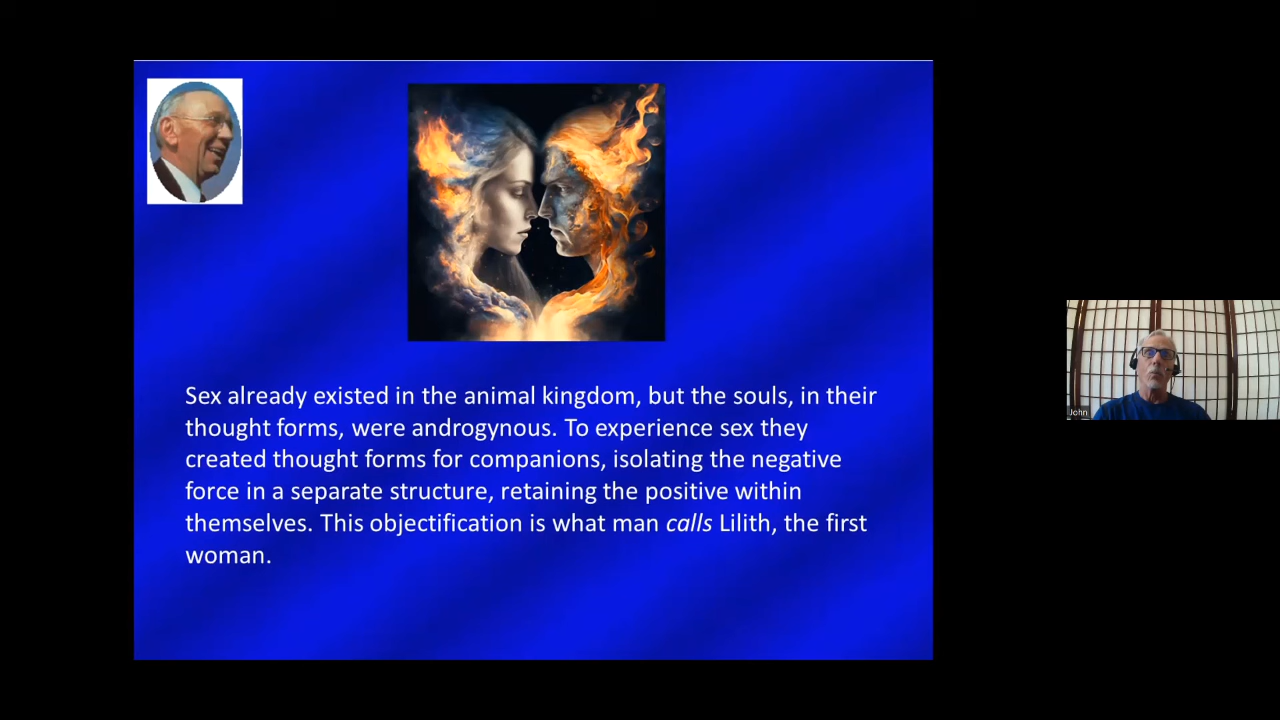 Sex already existed in the animal kingdom, but the souls, in their
thought forms, were androgynous. To experience sex they
created thought forms for companions, isolating the negative
force in a separate structure, retaining the positive within
themselves. This objectification is what man calls Lilith, the first
woman.
John